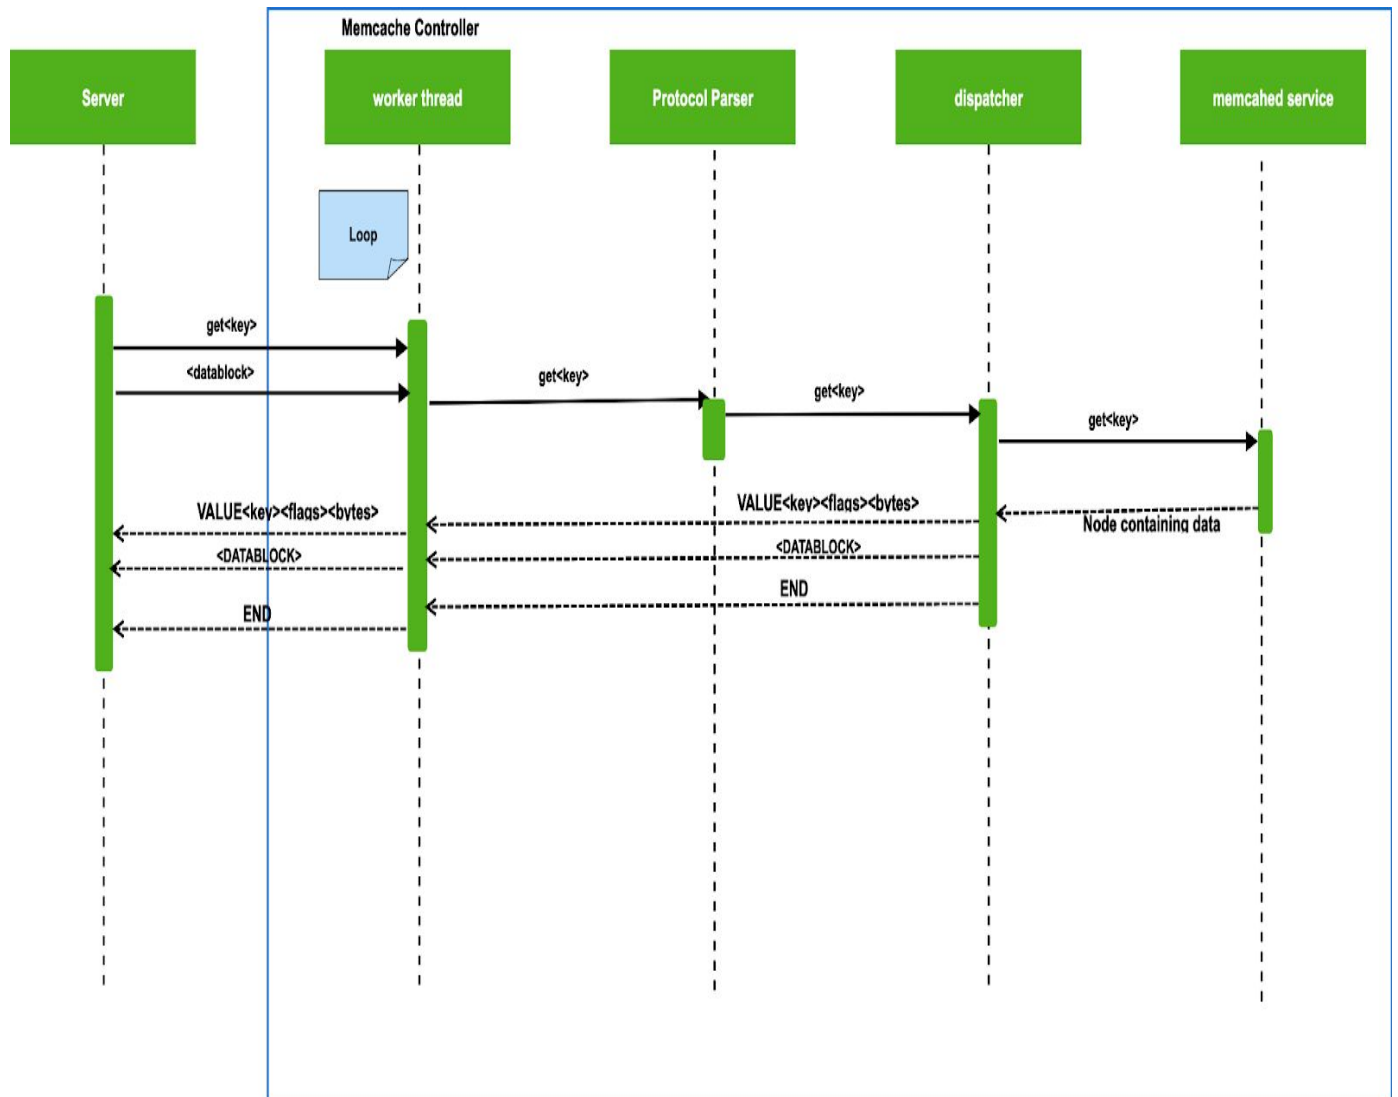 Memcache Controller
Server
worker thread
Protocol Parser
dispatcher
memcahed service
Loop
get<key>
<datablock>
get<key>
get<key>
get<key>
VALUE<key><flags><bytes>
VALUE<key><flags><bytes>
Node containing data
<DATABLOCK>
<DATABLOCK>
END
END